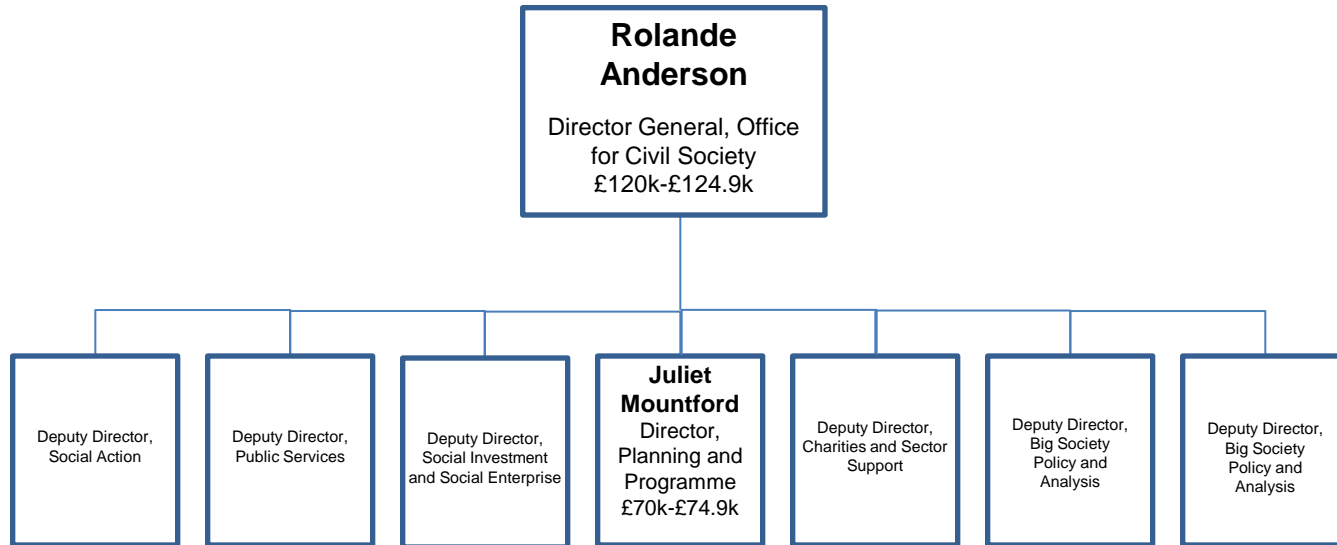 Rolande
Anderson
Director General, Office
for Civil Society
£120k-£124.9k
Deputy Director,
Social Action
Deputy Director,
Public Services
Deputy Director,
Social Investment
and Social Enterprise
Juliet
Mountford
Director,
Planning and
Programme
£70k-£74.9k
Deputy Director,
Charities and Sector
Support
Deputy Director,
Big Society
Policy and
Analysis
Deputy Director,
Big Society
Policy and
Analysis